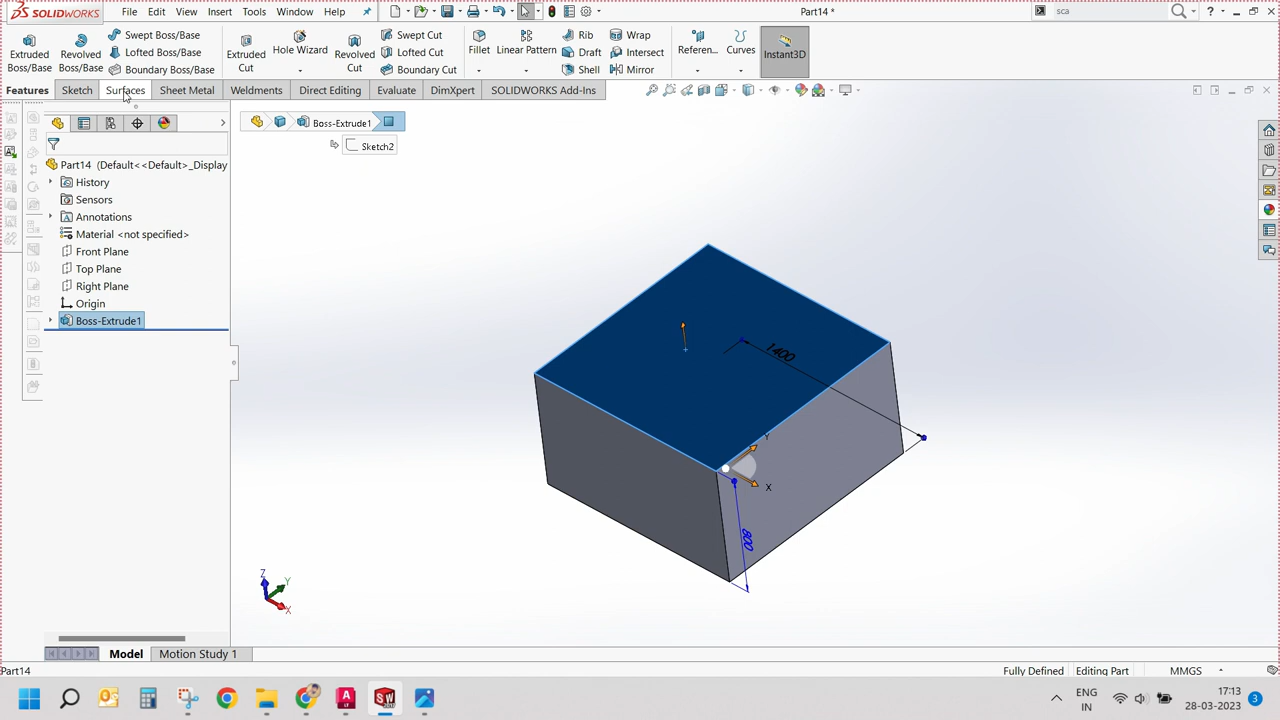 SOLIDWORKS File Edit View Insert Tools Window Help Part14 * sca ?
Extruded Boss/Base
Revolved Boss/Base
Swept Boss/Base
Lofted Boss/Base
Boundary Boss/Base
Extruded Cut
Hole Wizard
Revolved Cut
Swept Cut
Lofted Cut
Boundary Cut
Fillet
Linear Pattern
Rib
Draft
Shell
Wrap
Intersect
Mirror
Referen...
Curves
Instant3D
Features Sketch Surfaces Sheet Metal Weldments Direct Editing Evaluate DimXpert SOLIDWORKS Add-Ins
Boss-Extrude1
Sketch2
Part14 (Default<<Default>_Display
History
Sensors
Annotations
Material <not specified>
Front Plane
Top Plane
Right Plane
Origin
Boss-Extrude1
1400
Y
X
800
Z
Y
X
Model Motion Study 1
Part14 Fully Defined Editing Part MMGS
ENG
IN
17:13
28-03-2023
3